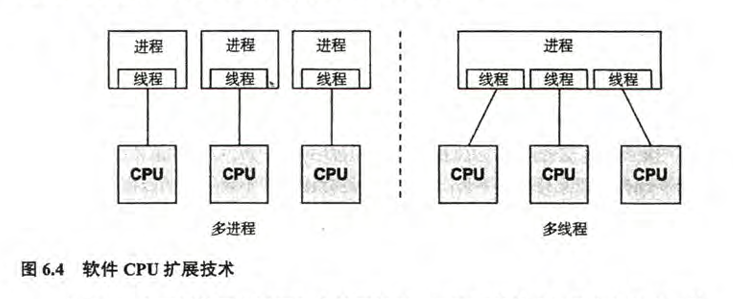 进程 进程 进程 进程
线程 线程 线程 线程 线程 线程
CPU CPU CPU CPU CPU CPU
多进程 多线程
图 6.4 软件 CPU 扩展技术